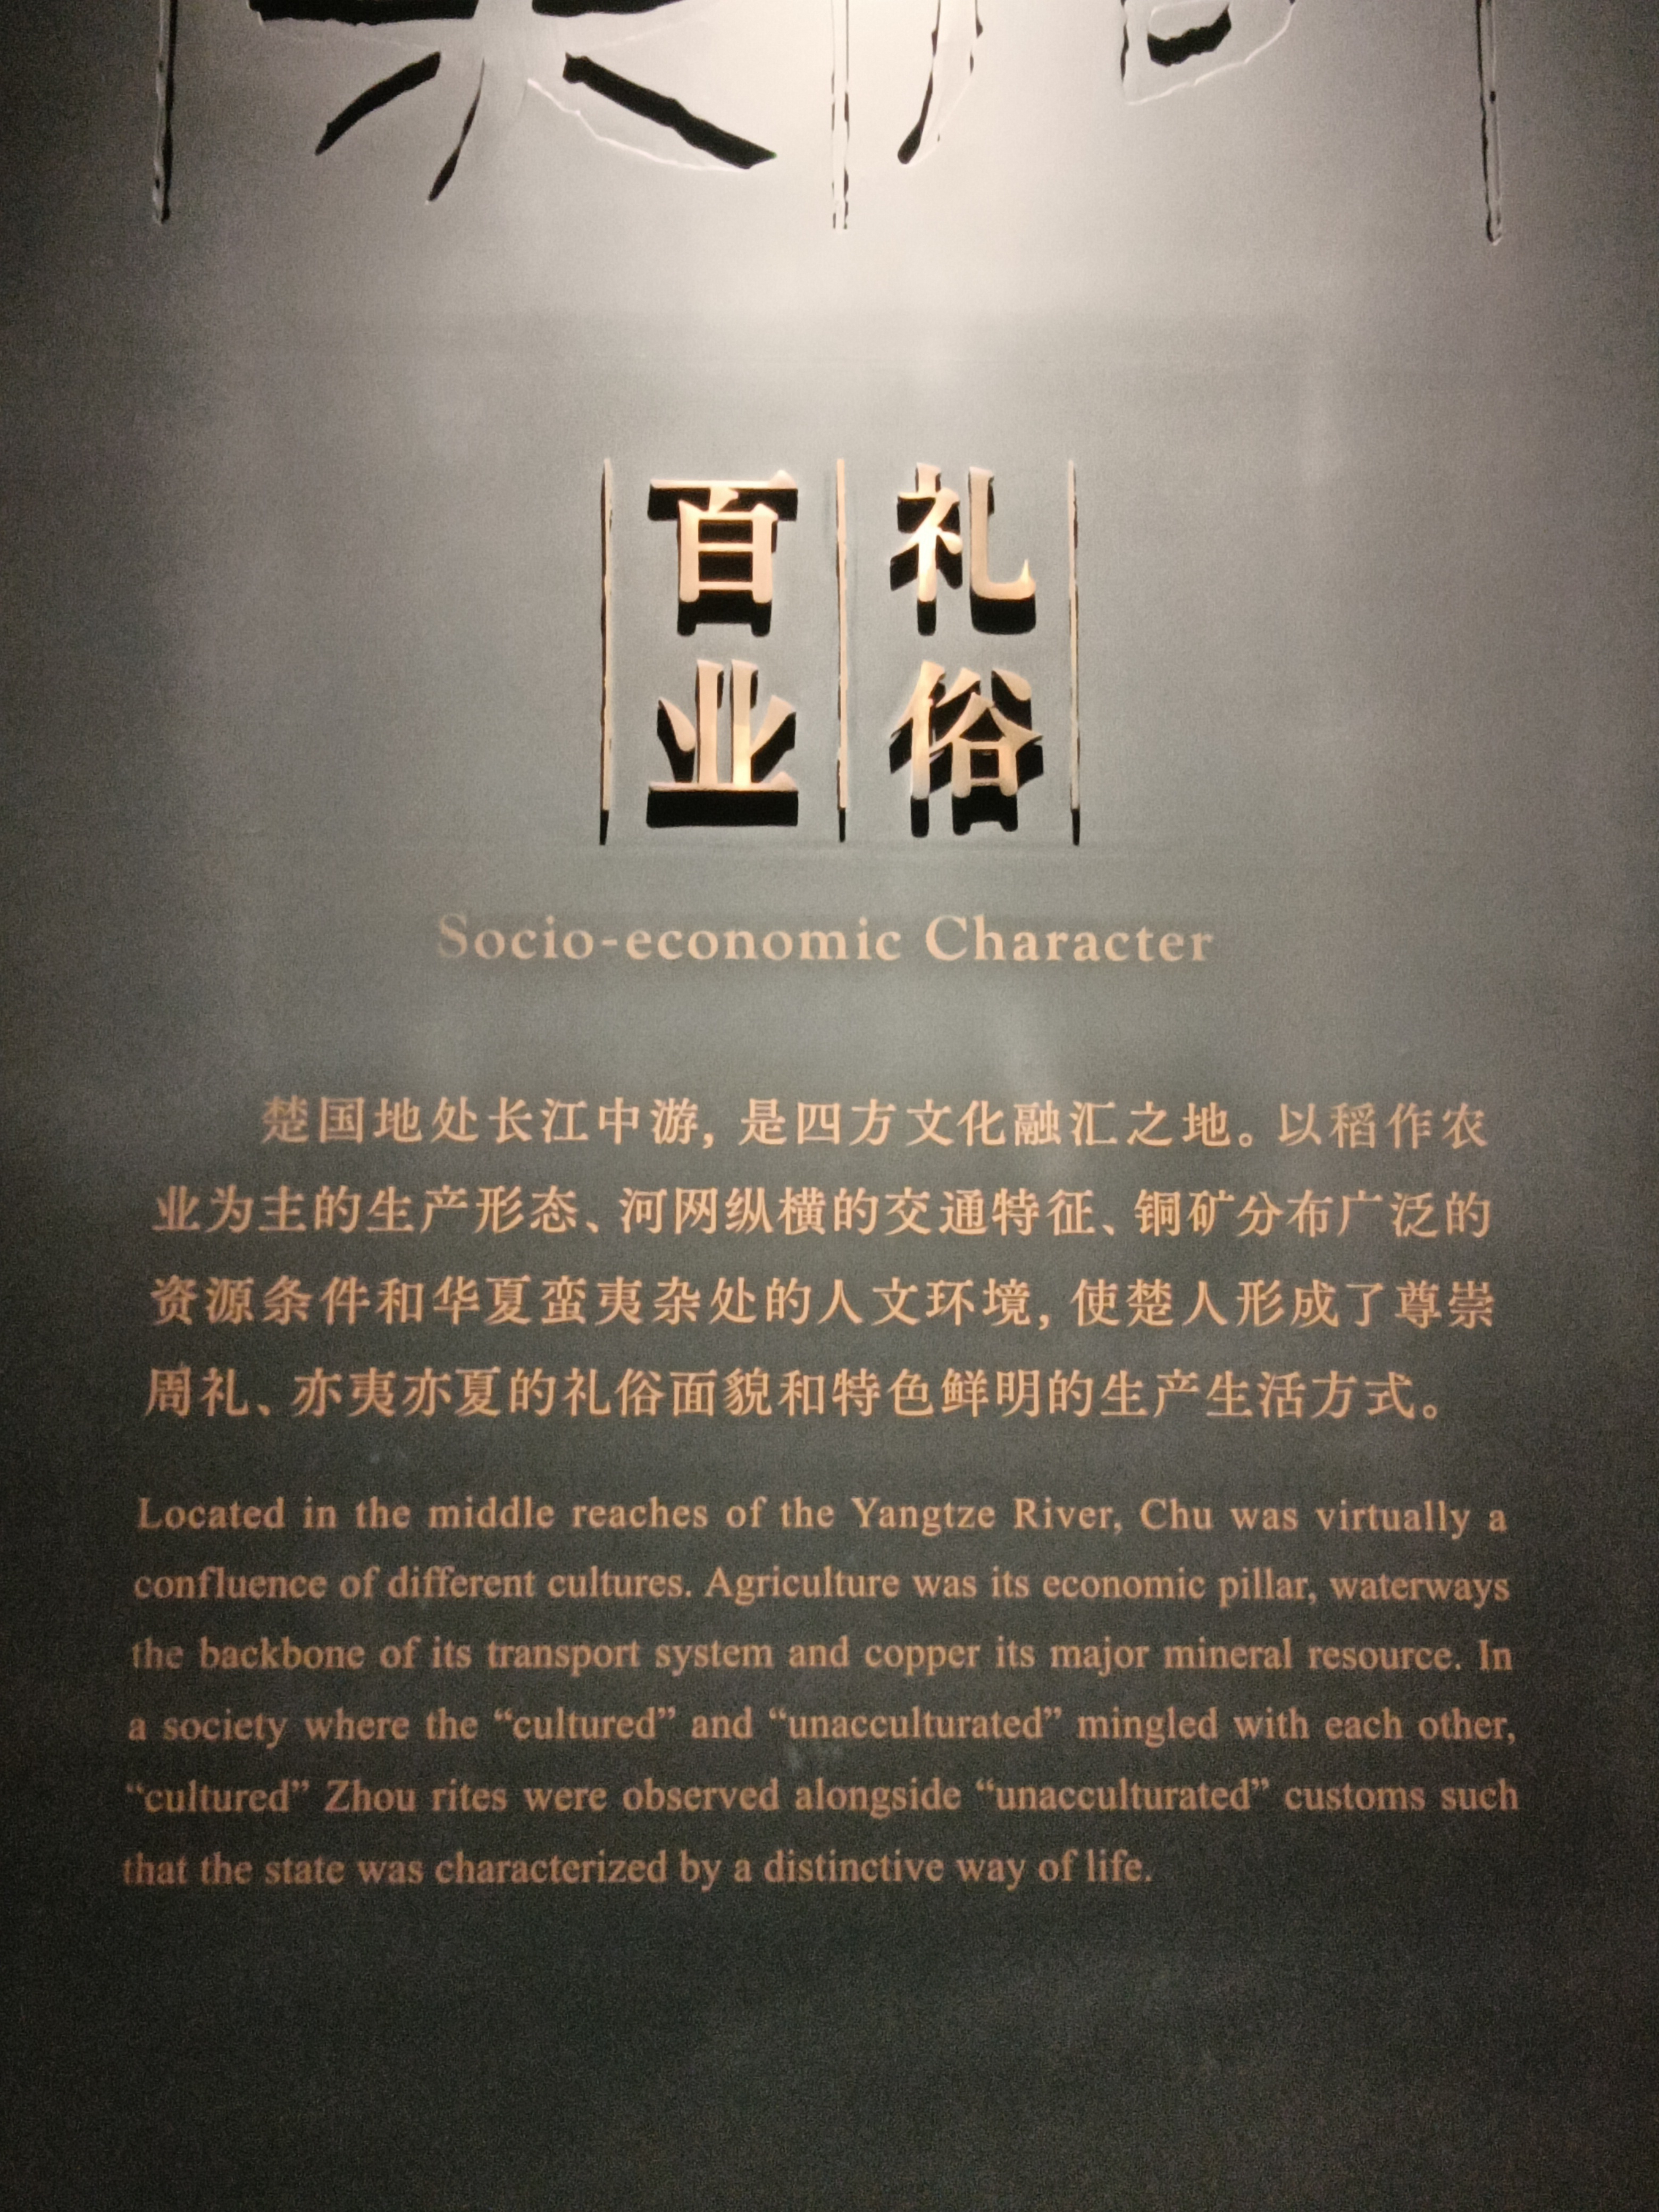 礼俗
百业
Socio-economic Character
楚国地处长江中游，是四方文化融汇之地。以稻作农
业为主的生产形态、河网纵横的交通特征、铜矿分布广泛的
资源条件和华夏蛮夷杂处的人文环境，使楚人形成了尊崇
周礼、亦夷亦夏的礼俗面貌和特色鲜明的生产生活方式。
Located in the middle reaches of the Yangtze River, Chu was virtually a
confluence of different cultures. Agriculture was its economic pillar, waterways
the backbone of its transport system and copper its major mineral resource. In
a society where the “cultured” and “unacculturated” mingled with each other,
“cultured” Zhou rites were observed alongside “unacculturated” customs such
that the state was characterized by a distinctive way of life.